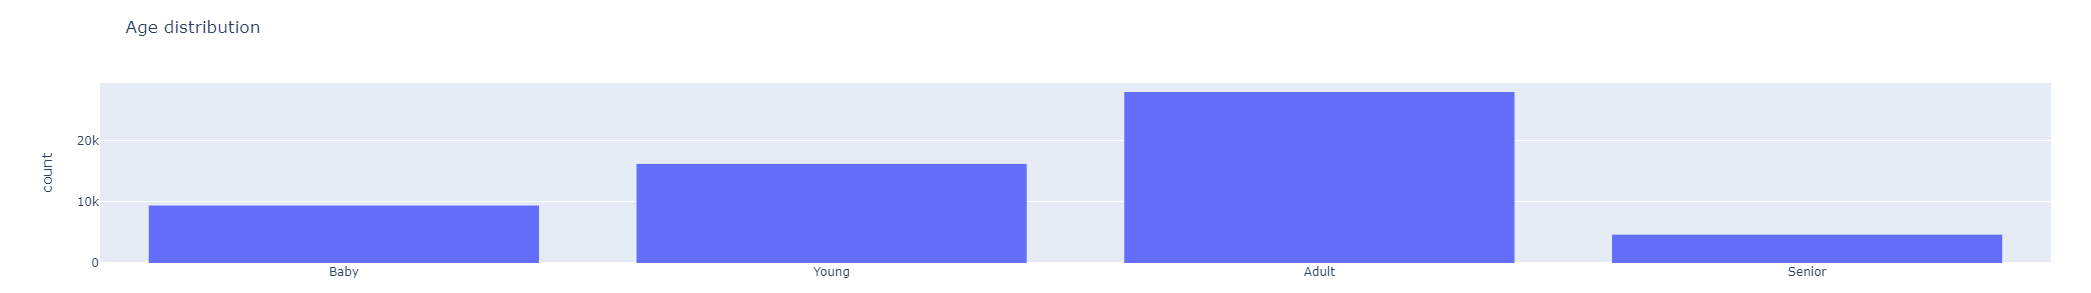 Age distribution
count
20k
10k
0
Baby
Young
Adult
Senior